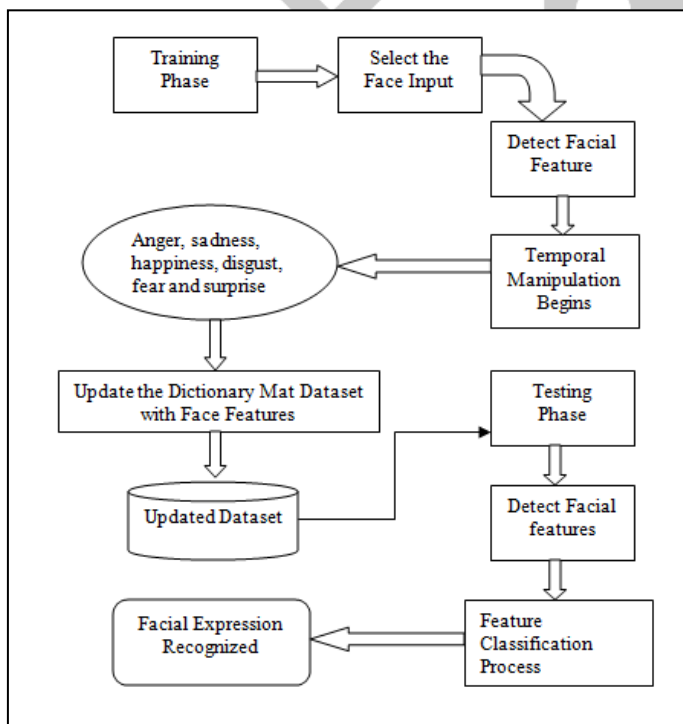 Training
Phase
Select the
Face Input
Detect Facial
Feature
Temporal
Manipulation
Begins
Anger, sadness,
happiness, disgust,
fear and surprise
Update the Dictionary Mat Dataset
with Face Features
Updated Dataset
Testing
Phase
Detect Facial
features
Feature
Classification
Process
Facial Expression
Recognized